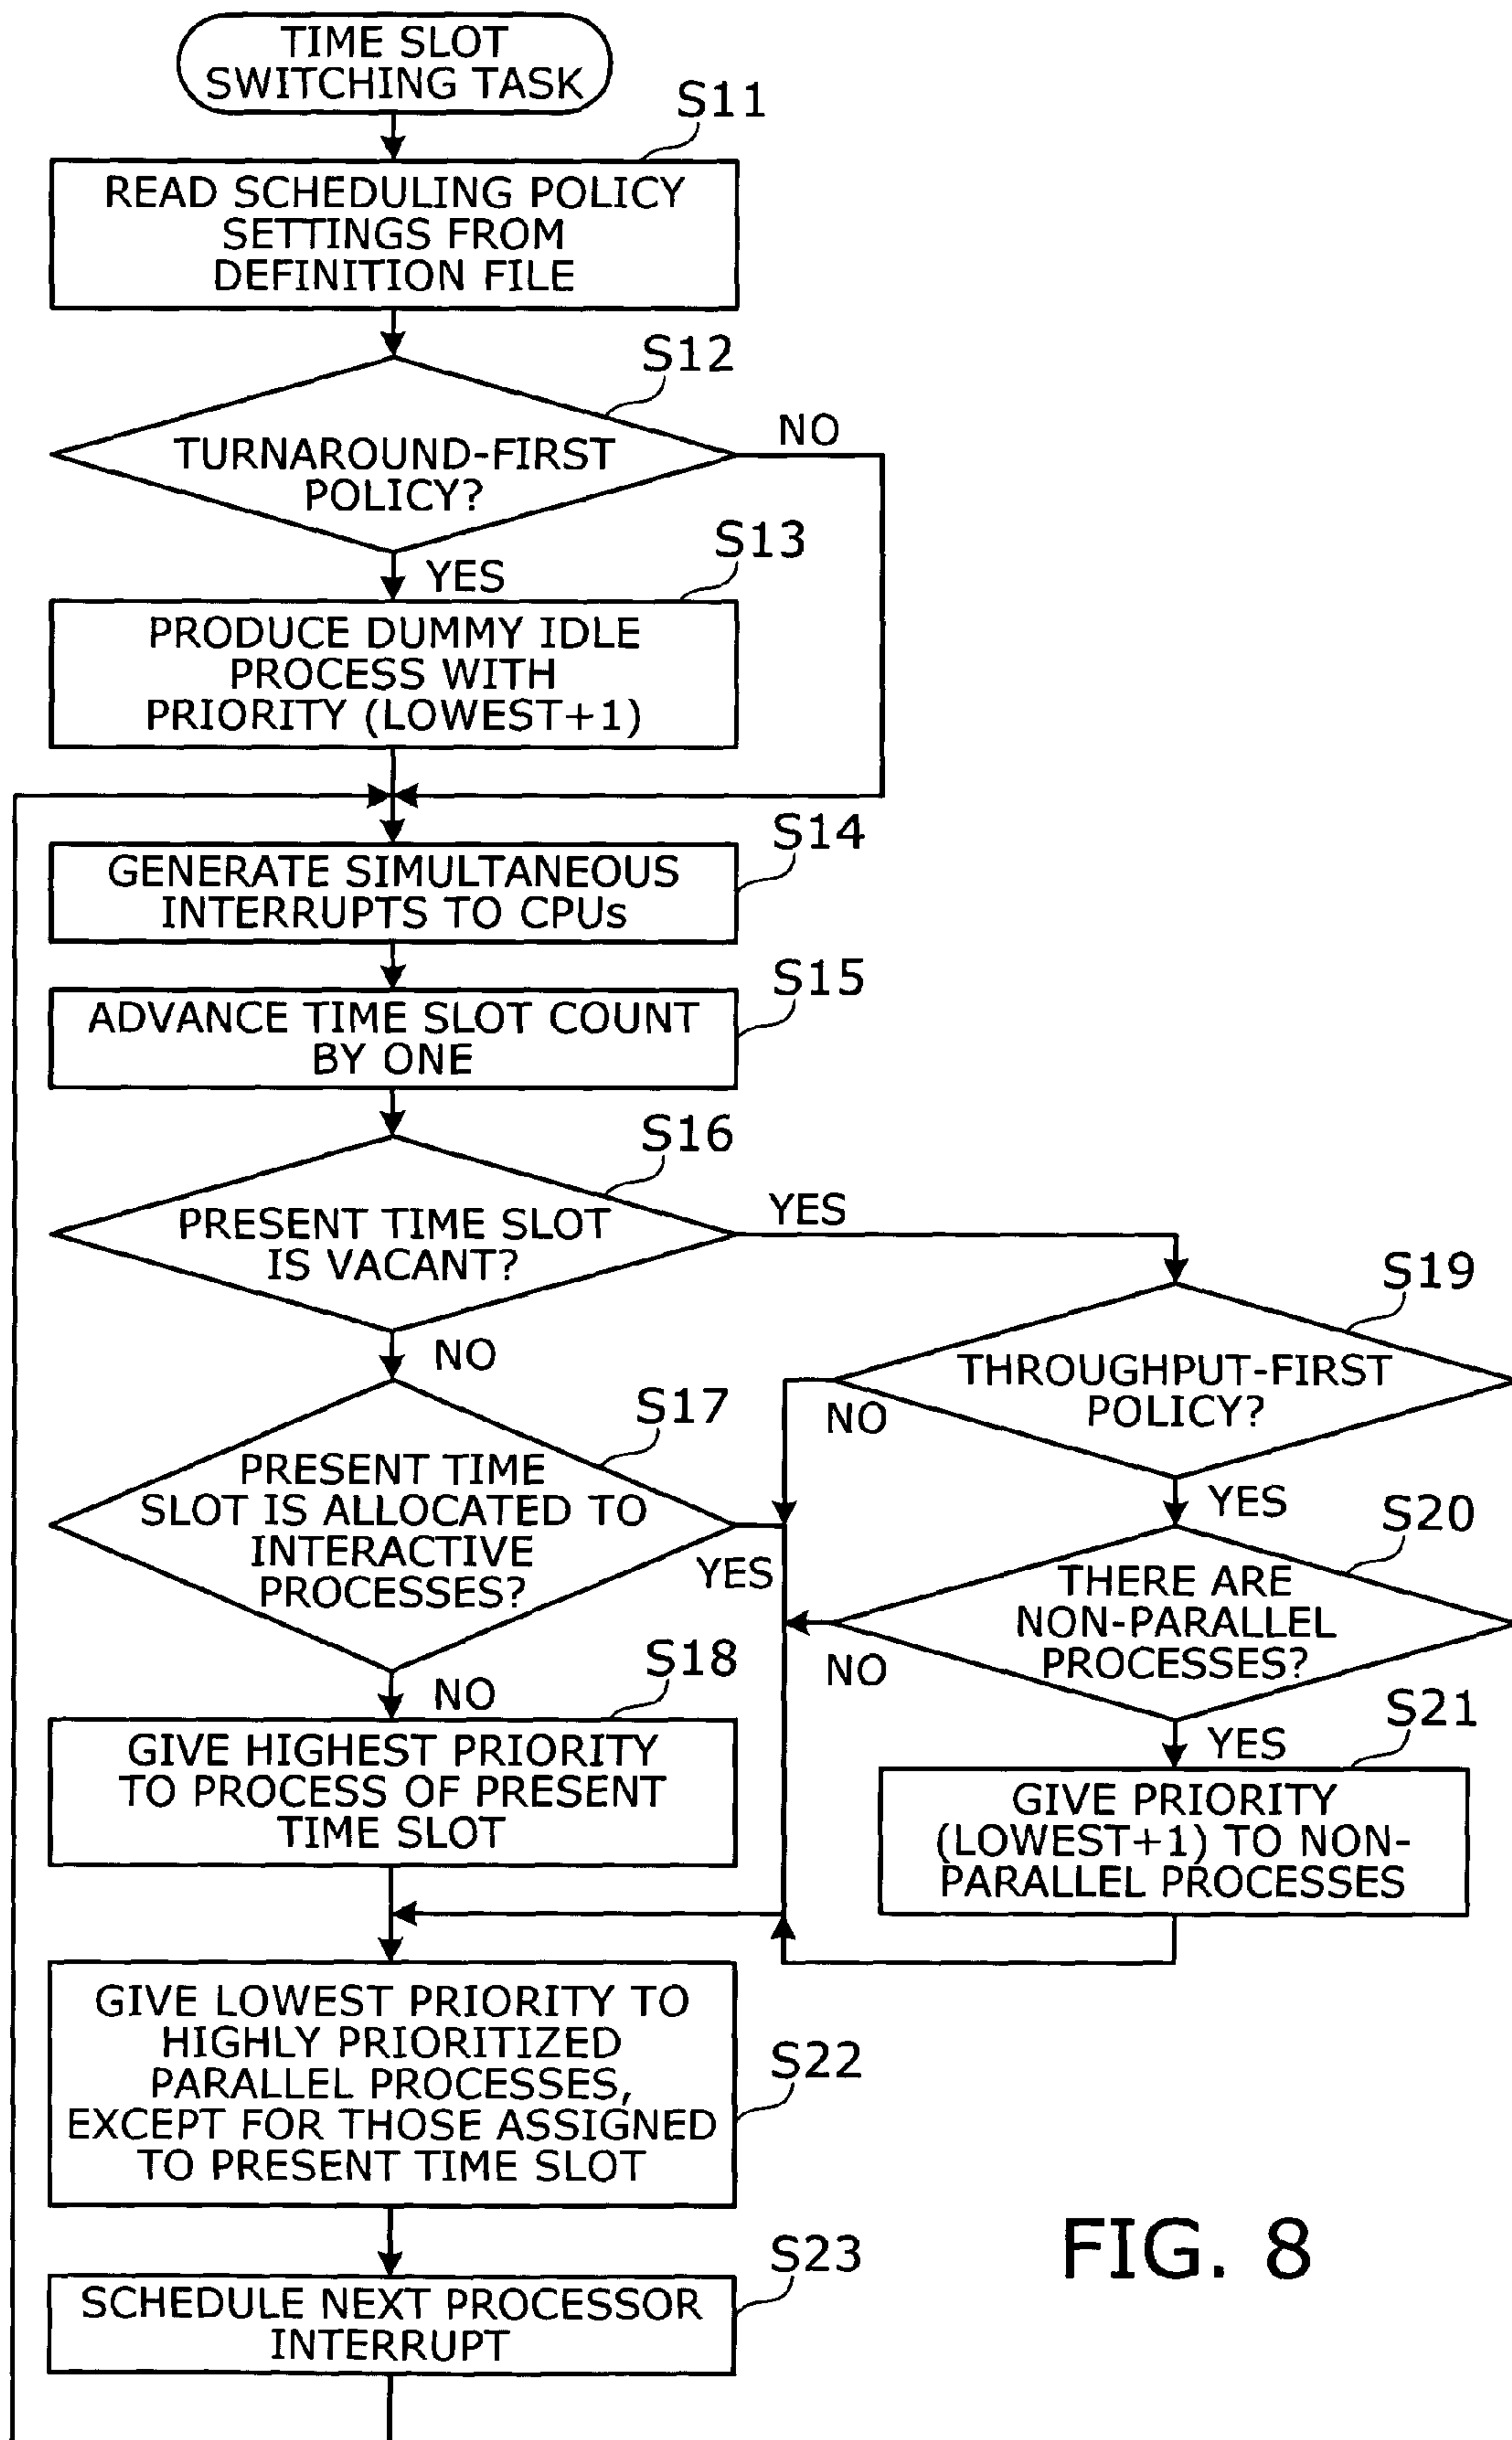 TIME SLOT
SWITCHING TASK
S11
READ SCHEDULING POLICY
SETTINGS FROM
DEFINITION FILE
S12
TURNAROUND-FIRST
POLICY?
NO
YES
S13
PRODUCE DUMMY IDLE
PROCESS WITH
PRIORITY (LOWEST+1)
S14
GENERATE SIMULTANEOUS
INTERRUPTS TO CPUs
S15
ADVANCE TIME SLOT COUNT
BY ONE
S16
PRESENT TIME SLOT
IS VACANT?
YES
NO
S17
PRESENT TIME
SLOT IS ALLOCATED TO
INTERACTIVE
PROCESSES?
YES
NO
S18
GIVE HIGHEST PRIORITY
TO PROCESS OF PRESENT
TIME SLOT
S19
THROUGHPUT-FIRST
POLICY?
NO
YES
S20
THERE ARE
NON-PARALLEL
PROCESSES?
NO
YES
S21
GIVE PRIORITY
(LOWEST+1) TO NON-
PARALLEL PROCESSES
S22
GIVE LOWEST PRIORITY TO
HIGHLY PRIORITIZED
PARALLEL PROCESSES,
EXCEPT FOR THOSE ASSIGNED
TO PRESENT TIME SLOT
S23
SCHEDULE NEXT PROCESSOR
INTERRUPT
FIG. 8